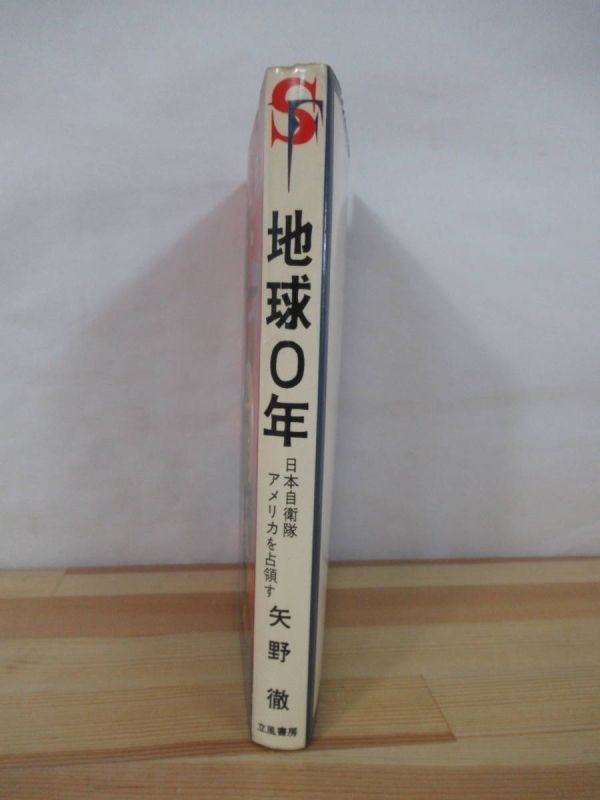 SF
地球0年
日本自衛隊
アメリカを占領す
矢野徹
立風書房